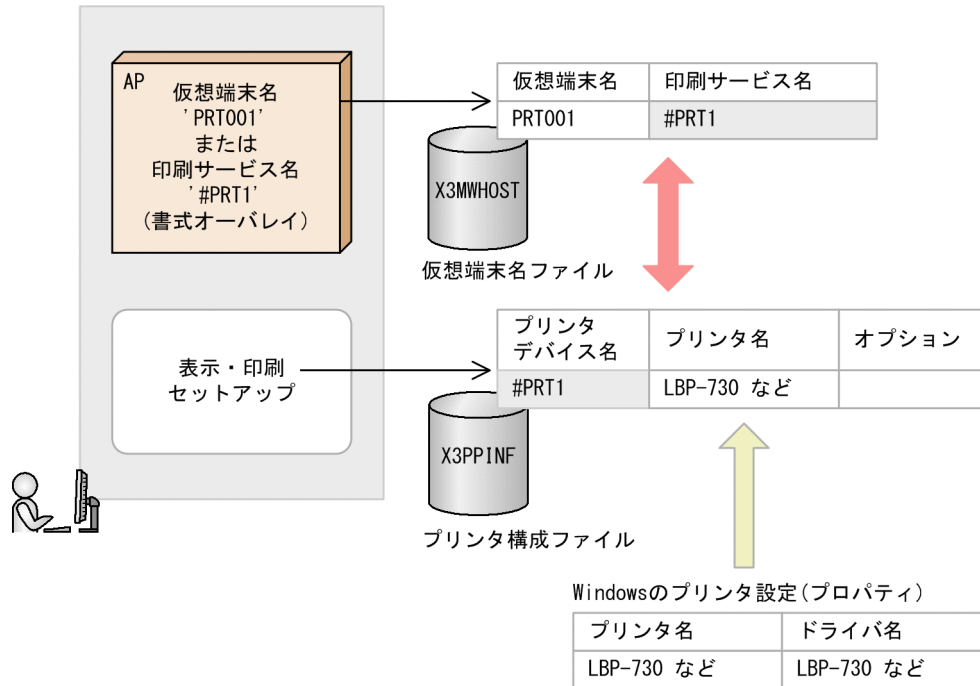 AP
仮想端末名
'PRT001'
または
印刷サービス名
'#PRT1'
(書式オーバレイ)
仮想端末名 印刷サービス名
PRT001 #PRT1
X3MWHOST
仮想端末名ファイル
表示・印刷
セットアップ
プリンタ
デバイス名 プリンタ名 オプション
#PRT1 LBP-730 など
X3PPINF
プリンタ構成ファイル
Windowsのプリンタ設定(プロパティ)
プリンタ名 ドライバ名
LBP-730 など LBP-730 など